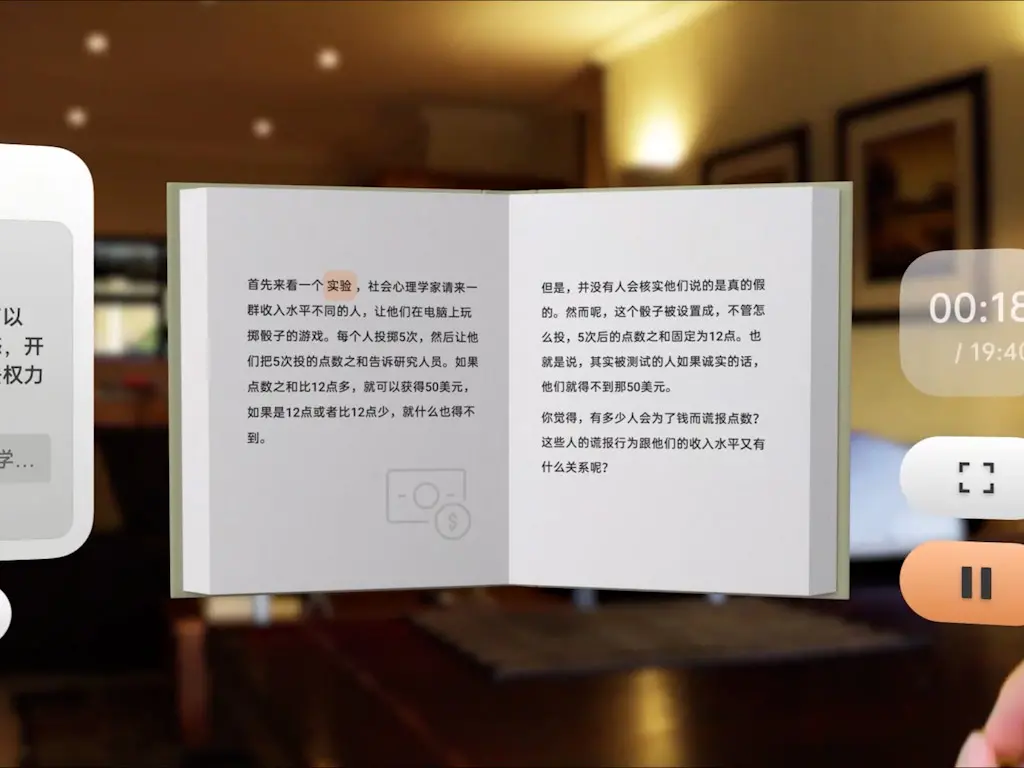 以
，开
权力
学...
首先来看一个实验，社会心理学家请来一
群收入水平不同的人，让他们在电脑上玩
掷骰子的游戏。每个人投掷5次，然后让他
们把5次投的点数之和告诉研究人员。如果
点数之和比12点多，就可以获得50美元，
如果是12点或者比12点少，就什么也得不
到。
$
但是，并没有人会核实他们说的是真的假
的。然而呢，这个骰子被设置成，不管怎
么投，5次后的点数之和固定为12点。也
就是说，其实被测试的人如果诚实的话，
他们就得不到那50美元。
你觉得，有多少人会为了钱而谎报点数？
这些人的谎报行为跟他们的收入水平又有
什么关系呢？
00:18
/ 19:40